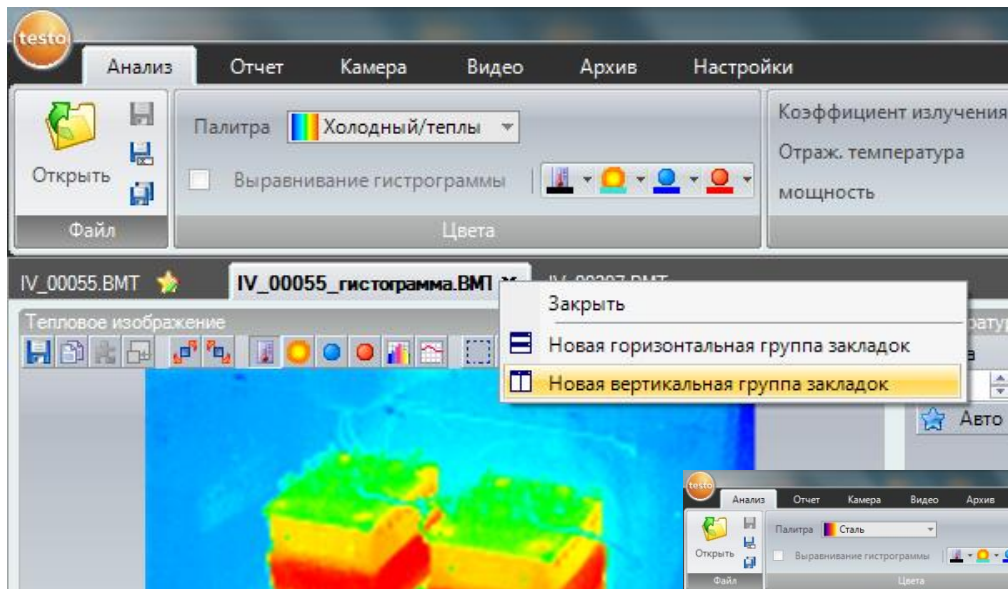 testo
Анализ Отчет Камера Видео Архив Настройки
Открыть
Палитра Холодный/теплы
Выравнивание гистрограммы
Коэффициент излучения
Отраж. температура
мощность
Файл Цвета
IV_00055.BMT IV_00055_гистограмма.BMT
Закрыть
Тепловое изображение
Новая горизонтальная группа закладок
Новая вертикальная группа закладок
Авто
testo
Анализ Отчет Камера Видео Архив
Открыть
Палитра Сталь
Выравнивание гистрограммы
Файл Цвета